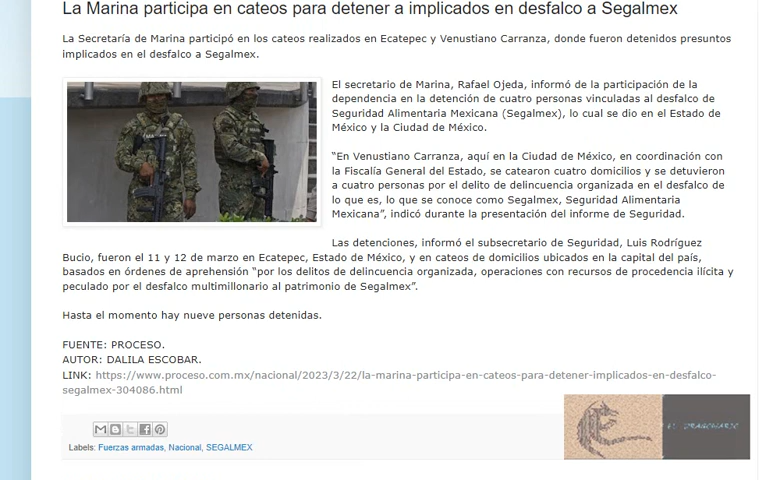 La Marina participa en cateos para detener a implicados en desfalco a Segalmex
La Secretaría de Marina participó en los cateos realizados en Ecatepec y Venustiano Carranza, donde fueron detenidos presuntos
implicados en el desfalco a Segalmex.
El secretario de Marina, Rafael Ojeda, informó de la participación de la
dependencia en la detención de cuatro personas vinculadas al desfalco de
Seguridad Alimentaria Mexicana (Segalmex), lo cual se dio en el Estado de
México y la Ciudad de México.
“En Venustiano Carranza, aquí en la Ciudad de México, en coordinación con
la Fiscalía General del Estado, se catearon cuatro domicilios y se detuvieron
a cuatro personas por el delito de delincuencia organizada en el desfalco de
lo que es, lo que se conoce como Segalmex, Seguridad Alimentaria
Mexicana”, indicó durante la presentación del informe de Seguridad.
Las detenciones, informó el subsecretario de Seguridad, Luis Rodríguez
Bucio, fueron el 11 y 12 de marzo en Ecatepec, Estado de México, y en cateos de domicilios ubicados en la capital del país,
basados en órdenes de aprehensión “por los delitos de delincuencia organizada, operaciones con recursos de procedencia ilícita y
peculado por el desfalco multimillonario al patrimonio de Segalmex”.
Hasta el momento hay nueve personas detenidas.
FUENTE: PROCESO.
AUTOR: DALILA ESCOBAR.
LINK: https://www.proceso.com.mx/nacional/2023/3/22/la-marina-participa-en-cateos-para-detener-implicados-en-desfalco-
segalmex-304086.html
Labels: Fuerzas armadas, Nacional, SEGALMEX